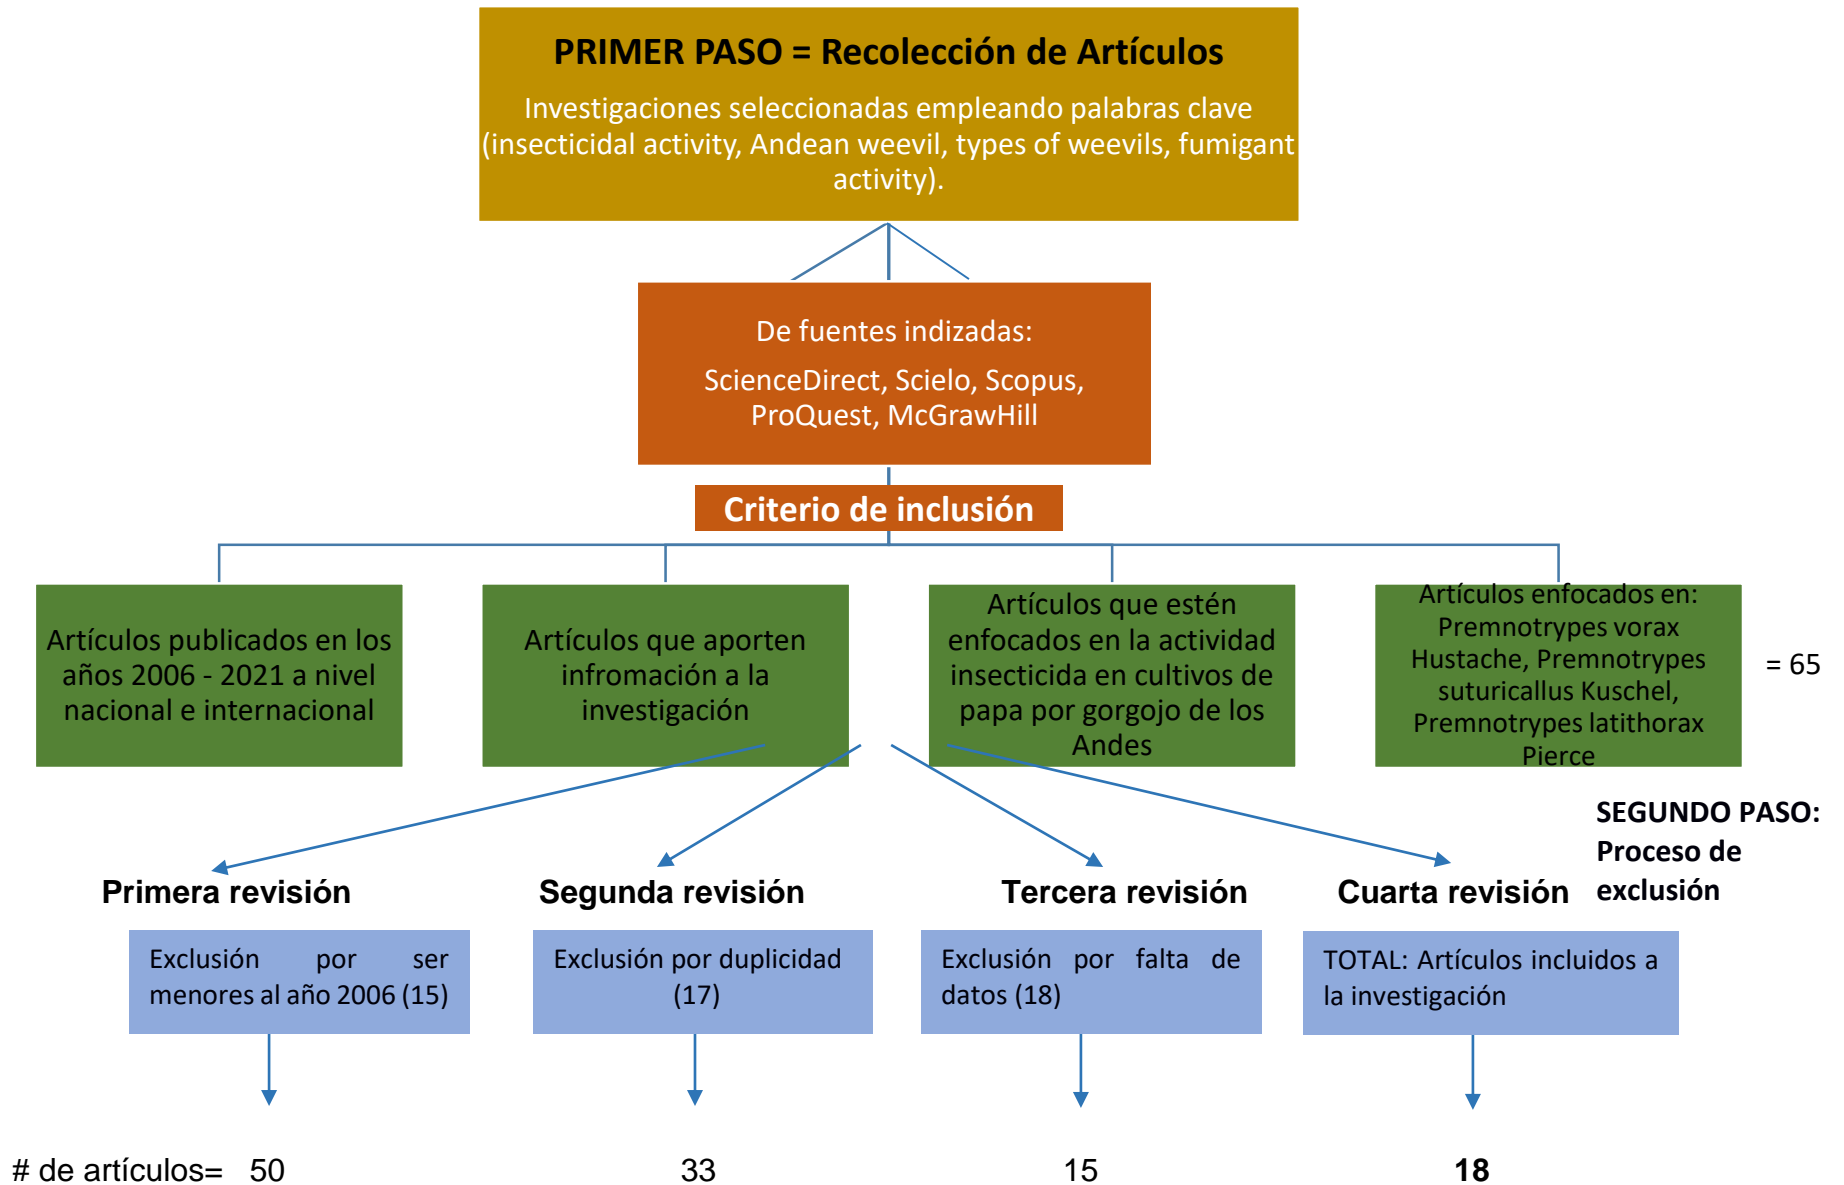 PRIMER PASO = Recolección de Artículos
Investigaciones seleccionadas empleando palabras clave
(insecticidal activity, Andean weevil, types of weevils, fumigant
activity).
De fuentes indizadas:
ScienceDirect, Scielo, Scopus,
ProQuest, McGrawHill
Criterio de inclusión
Artículos publicados en los
años 2006 - 2021 a nivel
nacional e internacional
Artículos que aporten
infromación a la
investigación
Artículos que estén
enfocados en la actividad
insecticida en cultivos de
papa por gorgojo de los
Andes
Artículos enfocados en:
Premnotrypes vorax
Hustache, Premnotrypes
suturicallus Kuschel,
Premnotrypes latithorax
Pierce
= 65
SEGUNDO PASO:
Proceso de
exclusión
Primera revisión
Segunda revisión
Tercera revisión
Cuarta revisión
Exclusión por ser
menores al año 2006 (15)
Exclusión por duplicidad
(17)
Exclusión por falta de
datos (18)
TOTAL: Artículos incluidos a
la investigación
# de artículos= 50
33
15
18